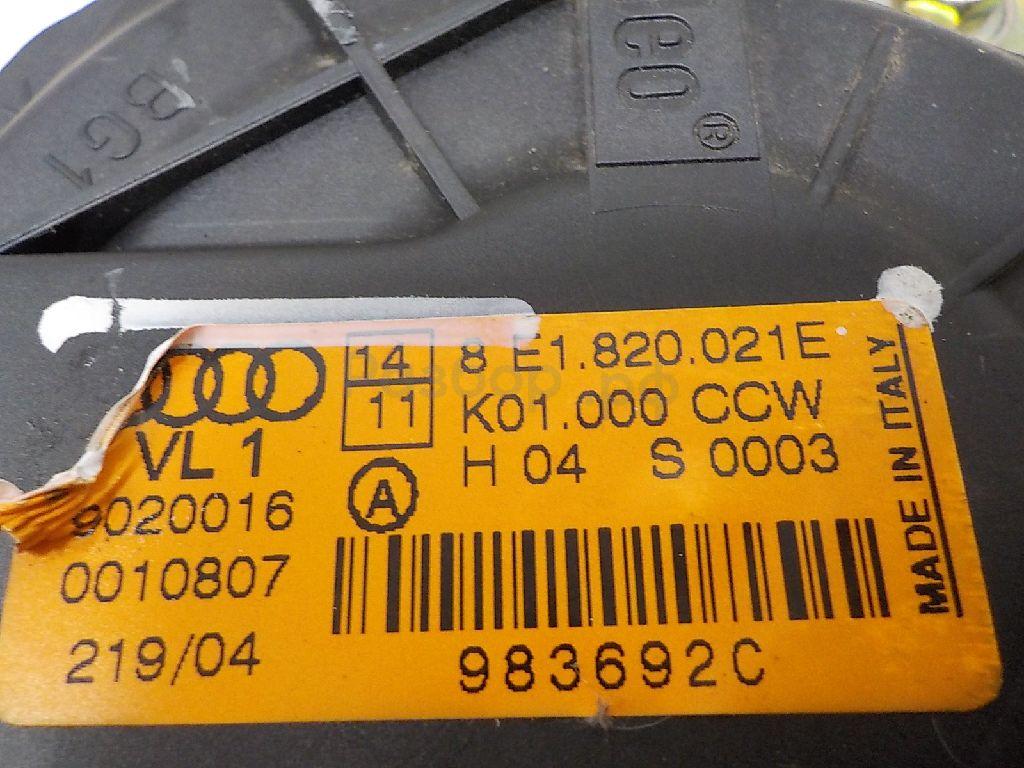 BG1
eo®
14
11
8 E1.820.021E
K01.000 CCW
H 04 S 0003
VL 1
A
9020016
0010807
219/04
983692C
MADE IN ITALY